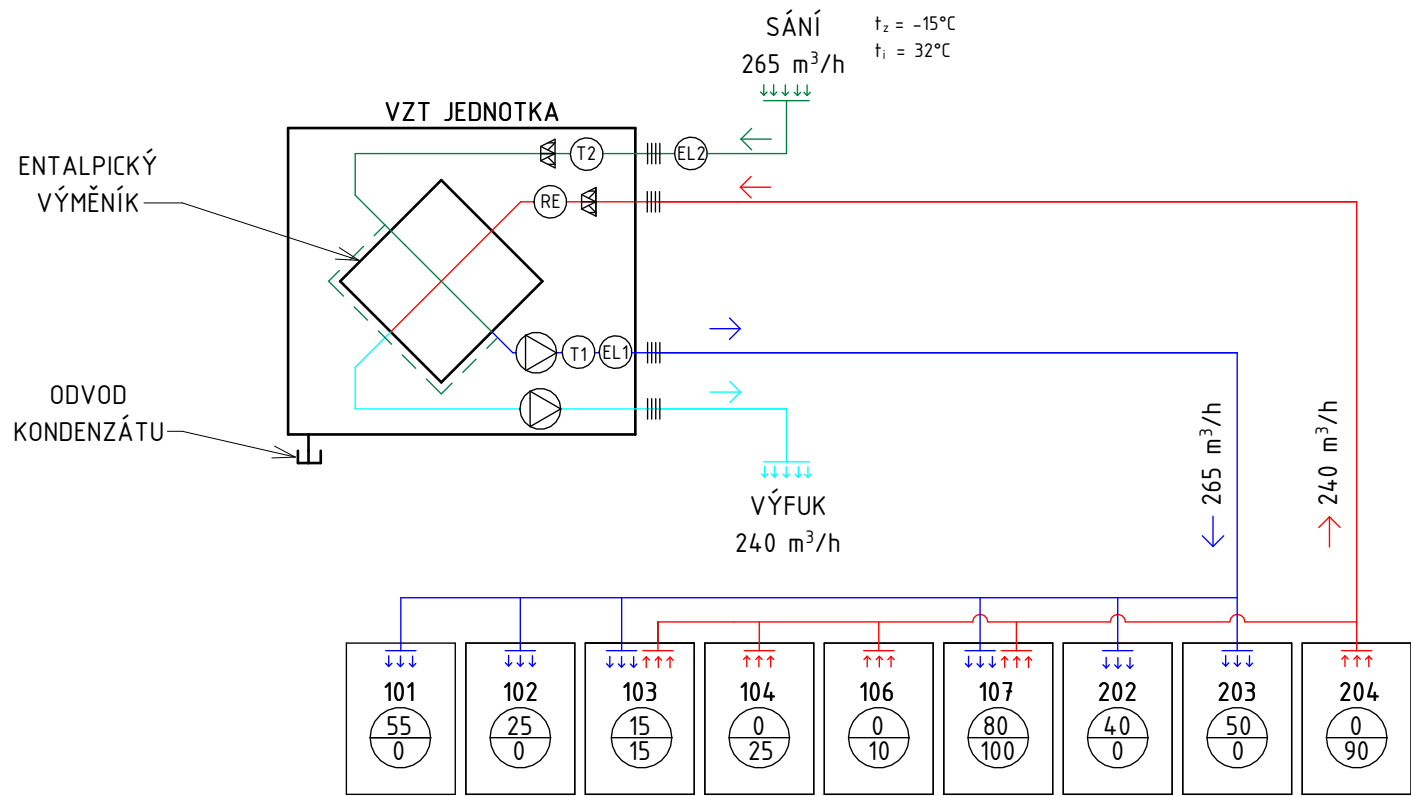 SÁNÍ
265 m³/h
t_z = -15°C
t_i = 32°C
VZT JEDNOTKA
ENTALPICKÝ
VÝMĚNÍK
T2
EL2
RE
T1
EL1
ODVOD
KONDENZÁTU
VÝFUK
240 m³/h
265 m³/h
240 m³/h
101
55
0
102
25
0
103
15
15
104
0
25
106
0
10
107
80
100
202
40
0
203
50
0
204
0
90